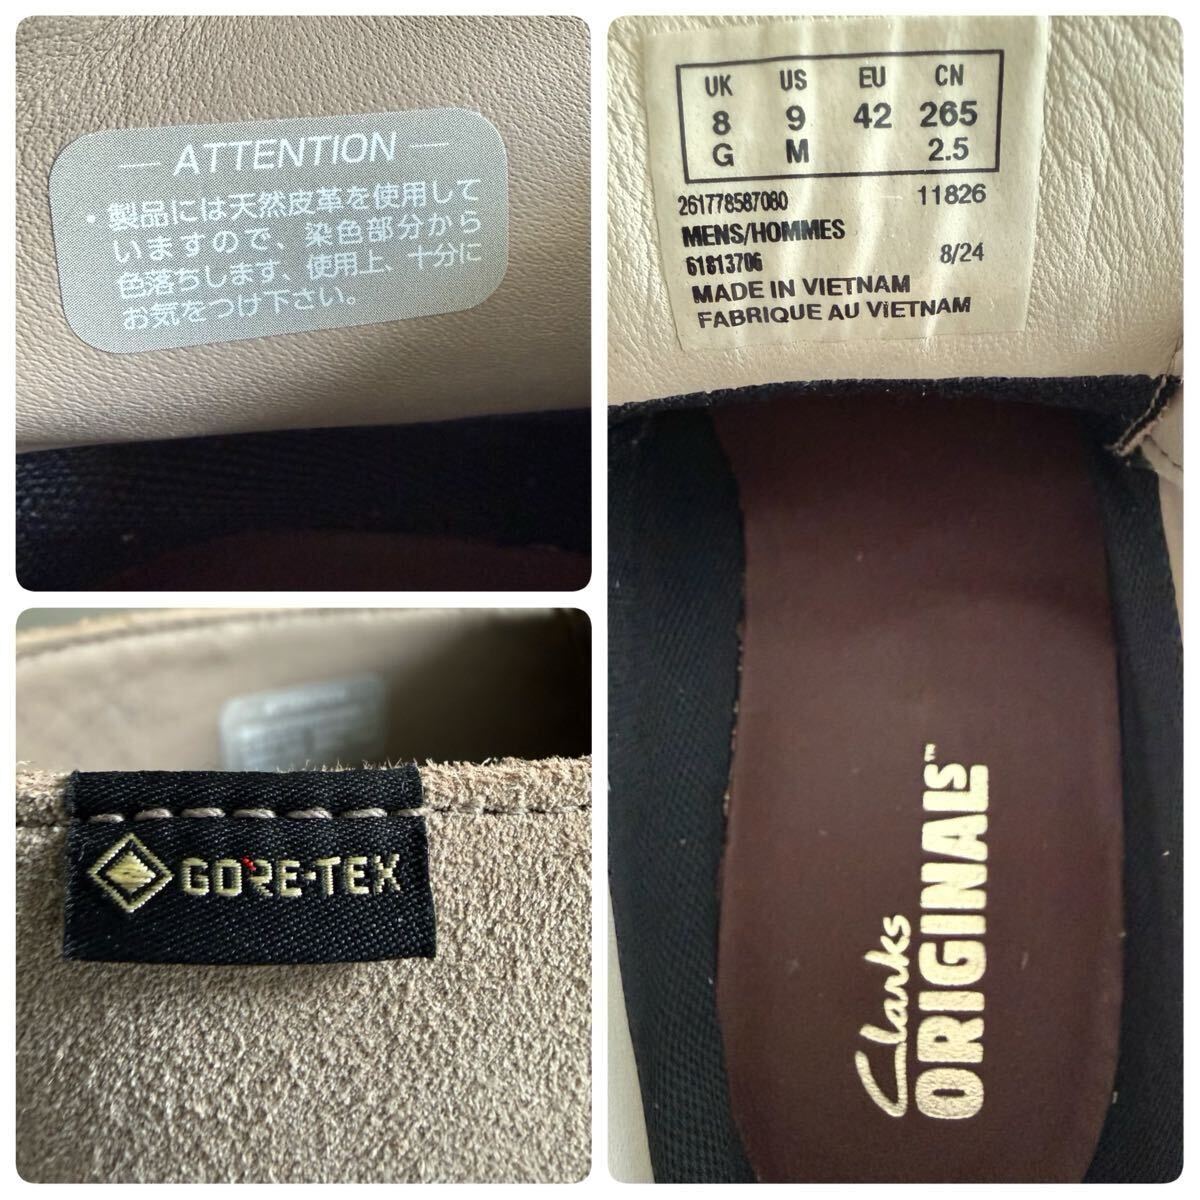 — ATTENTION —
・製品には天然皮革を使用して
いますので、染色部分から
色落ちします、使用上、十分に
お気をつけ下さい。
UK US EU CN
8 9 42 265
G M 2.5
261778587080 11826
MENS/HOMMES
61813706 8/24
MADE IN VIETNAM
FABRIQUE AU VIETNAM
GORE-TEX
Clarks
ORIGINALS™